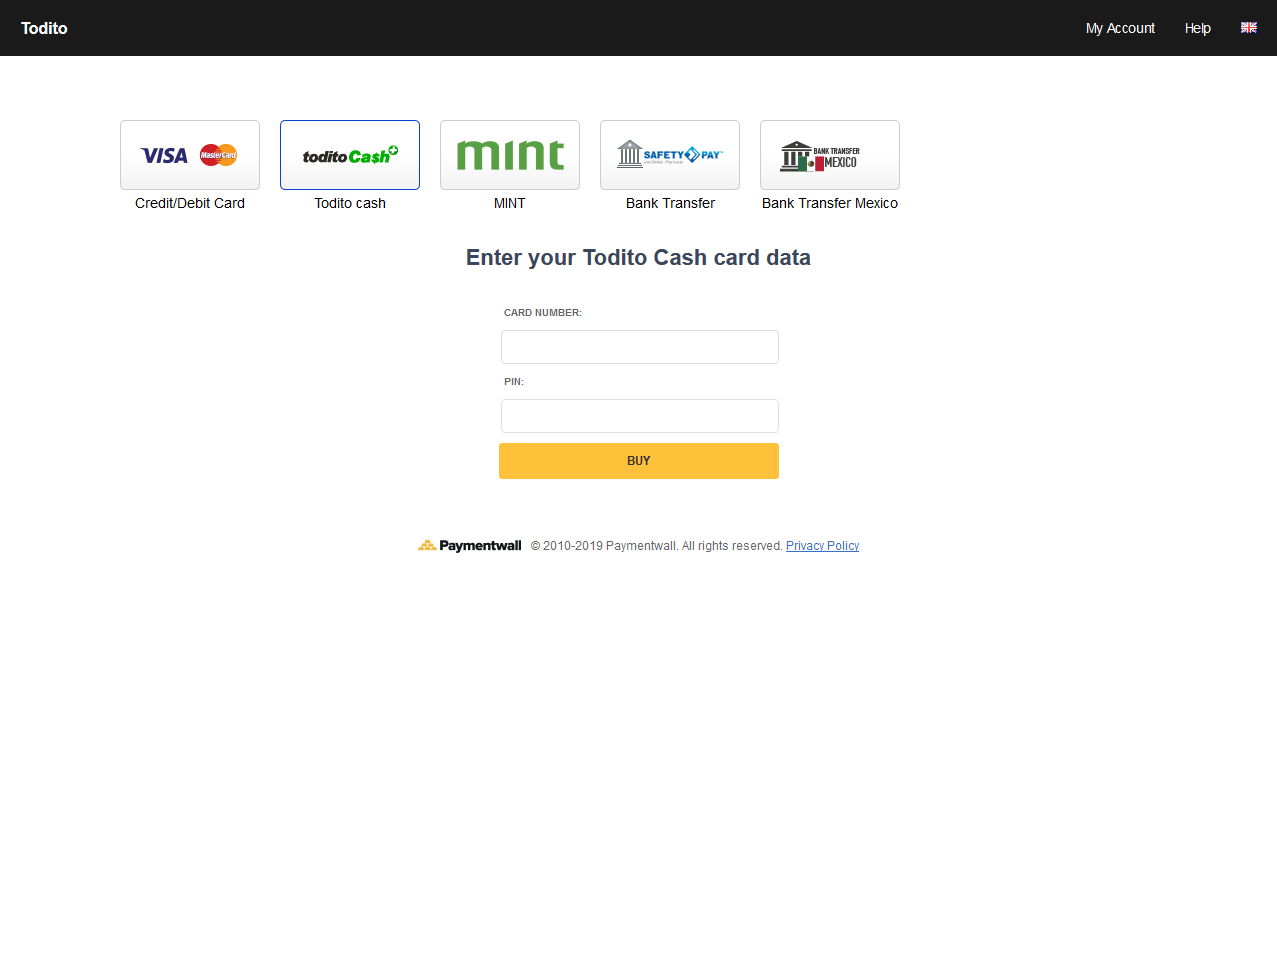 Todito
My Account Help
VISA MasterCard
toditoCash
mint
SAFETYPAY
BANK TRANSFER
MEXICO
Credit/Debit Card
Todito cash
MINT
Bank Transfer
Bank Transfer Mexico
Enter your Todito Cash card data
CARD NUMBER:
PIN:
BUY
Paymentwall © 2010-2019 Paymentwall. All rights reserved. Privacy Policy